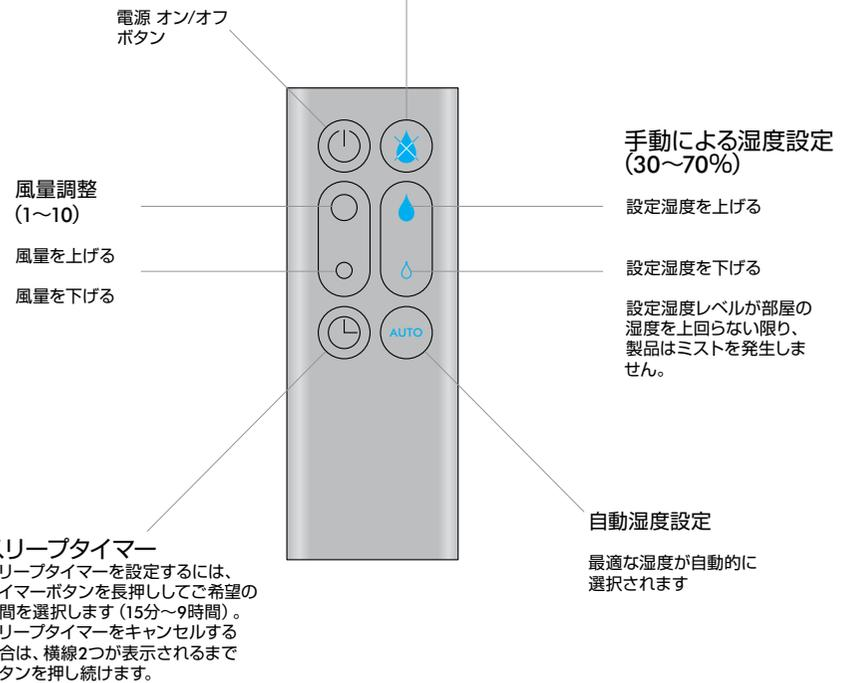 電源 オン/オフ
ボタン
風量調整
(1〜10)
風量を上げる
風量を下げる
手動による湿度設定
(30〜70%)
設定湿度を上げる
設定湿度を下げる
設定湿度レベルが部屋の
湿度を上回らない限り、
製品はミストを発生しま
せん。
AUTO
自動湿度設定
最適な湿度が自動的に
選択されます
スリープタイマー
リープタイマーを設定するには、
イマーボタンを長押ししてご希望の
間を選択します(15分〜9時間)。
リープタイマーをキャンセルする
合は、横線2つが表示されるまで
タンを押し続けます。